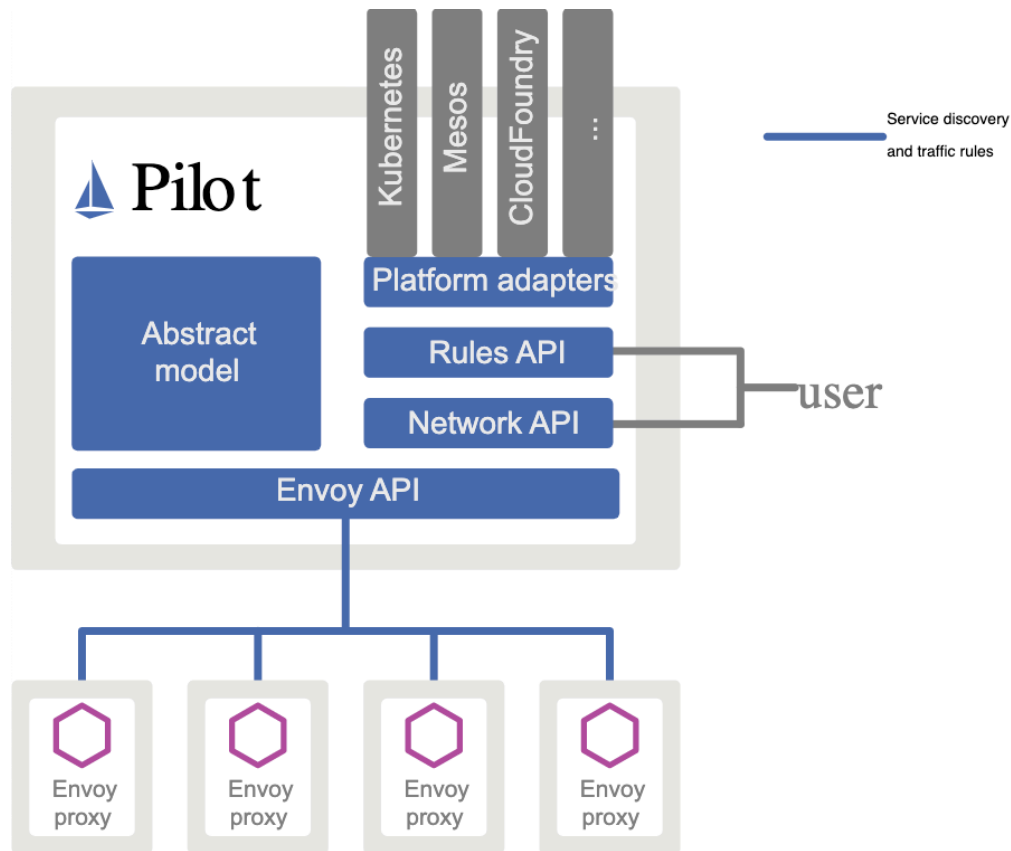 Kubernetes
Mesos
CloudFoundry
...
Service discovery
and traffic rules
Pilot
Platform adapters
Abstract
model
Rules API
Network API
user
Envoy API
Envoy
proxy
Envoy
proxy
Envoy
proxy
Envoy
proxy